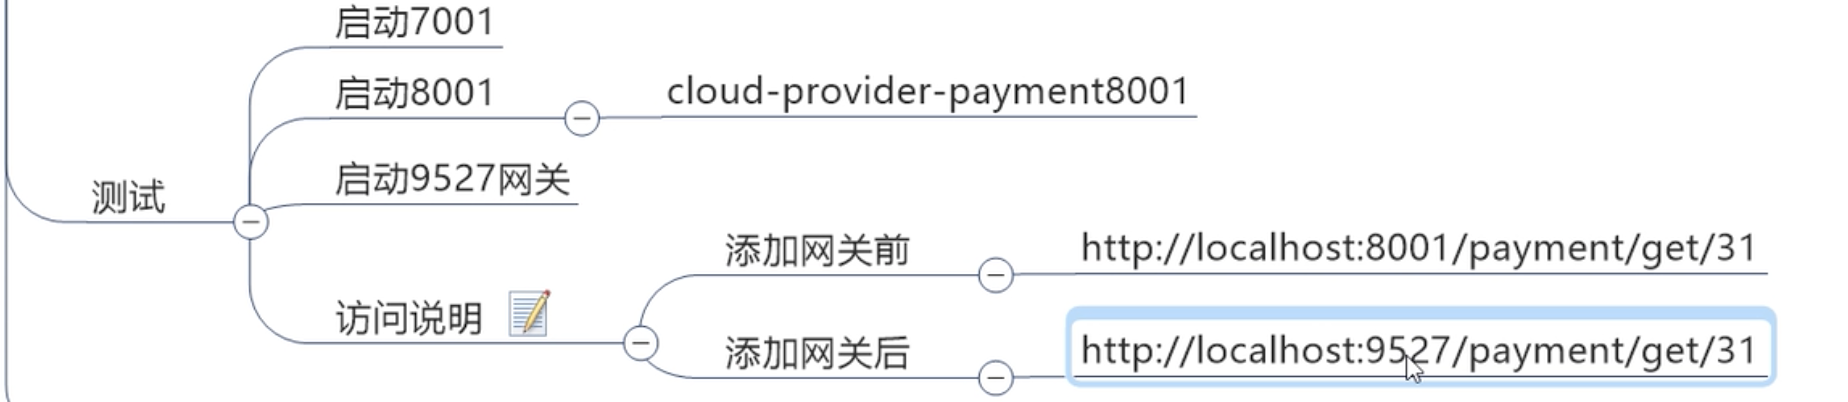 启动7001
启动8001
cloud-provider-payment8001
启动9527网关
测试
添加网关前
http://localhost:8001/payment/get/31
访问说明
添加网关后
http://localhost:9527/payment/get/31